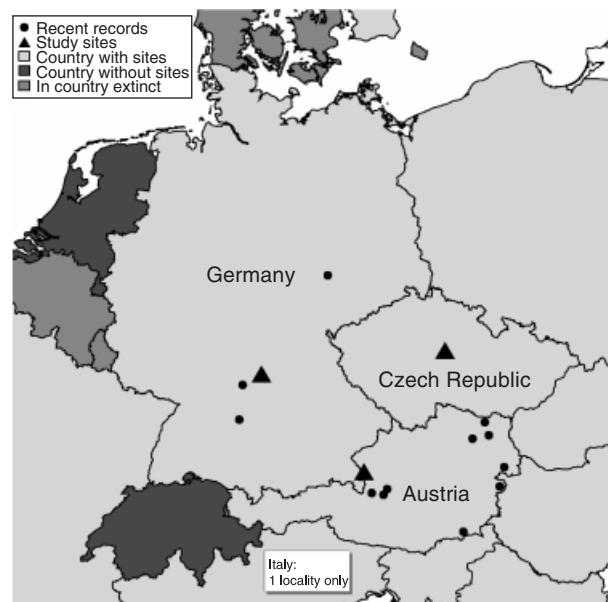 Recent records
Study sites
Country with sites
Country without sites
In country extinct
Germany
Czech Republic
Austria
Italy:
1 locality only